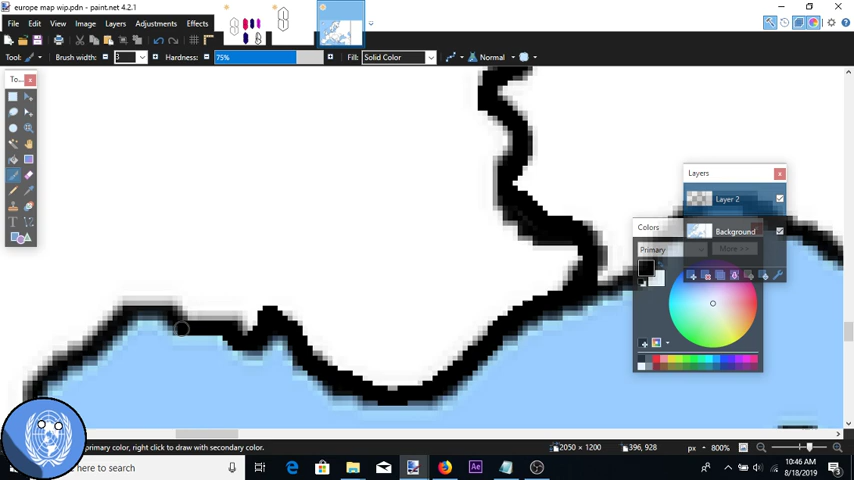 europe map wip.pdn - paint.net 4.2.1
File Edit View Image Layers Adjustments Effects
Tool: Brush width: 3 Hardness: 75% Fill: Solid Color Normal
To...
Layers
Layer 2
Background
Colors
Primary
More >>
primary color, right click to draw with secondary color.
2050 x 1200
396, 928
px
800%
here to search
Ae
10:46 AM
8/18/2019
3